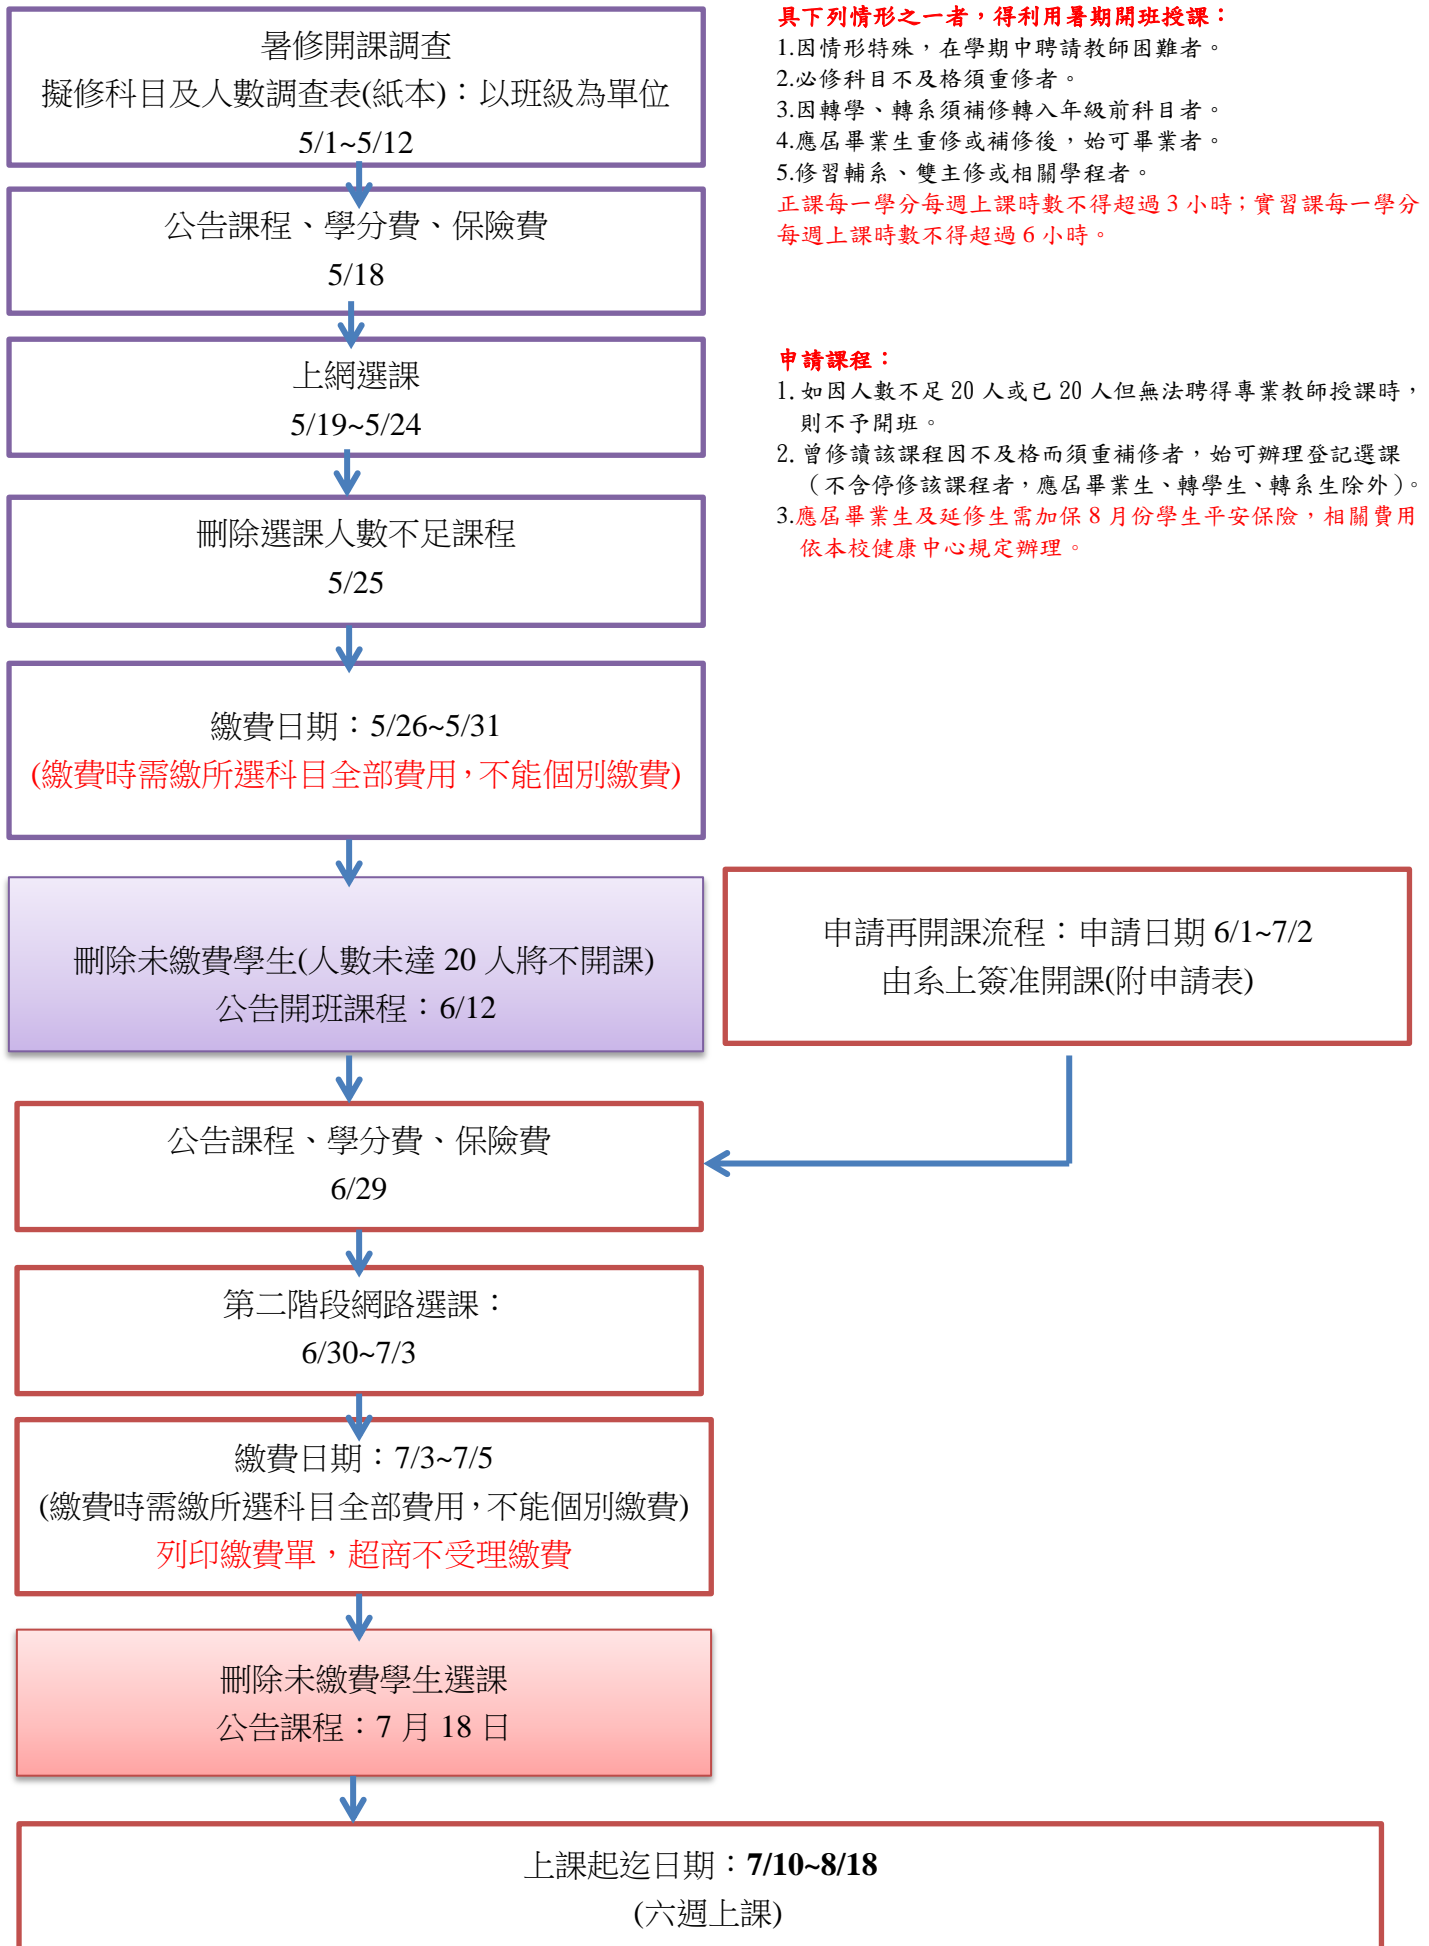 暑修開課調查
擬修科目及人數調查表(紙本)：以班級為單位
5/1~5/12
公告課程、學分費、保險費
5/18
上網選課
5/19~5/24
刪除選課人數不足課程
5/25
繳費日期：5/26~5/31
(繳費時需繳所選科目全部費用，不能個別繳費)
刪除未繳費學生(人數未達 20 人將不開課)
公告開班課程：6/12
具下列情形之一者，得利用暑期開班授課：
1.因情形特殊，在學期中聘請教師困難者。
2.必修科目不及格須重修者。
3.因轉學、轉系須補修轉入年級前科目者。
4.應屆畢業生重修或補修後，始可畢業者。
5.修習輔系、雙主修或相關學程者。
正課每一學分每週上課時數不得超過 3 小時；實習課每一學分
每週上課時數不得超過 6 小時。
申請課程：
1. 如因人數不足 20 人或已 20 人但無法聘得專業教師授課時，
則不予開班。
2. 曾修讀該課程因不及格而須重補修者，始可辦理登記選課
（不含停修該課程者，應屆畢業生、轉學生、轉系生除外）。
3.應屆畢業生及延修生需加保 8 月份學生平安保險，相關費用
依本校健康中心規定辦理。
申請再開課流程：申請日期 6/1~7/2
由系上簽准開課(附申請表)
公告課程、學分費、保險費
6/29
第二階段網路選課：
6/30~7/3
繳費日期：7/3~7/5
(繳費時需繳所選科目全部費用，不能個別繳費)
列印繳費單，超商不受理繳費
刪除未繳費學生選課
公告課程：7 月 18 日
上課起迄日期：7/10~8/18
(六週上課)